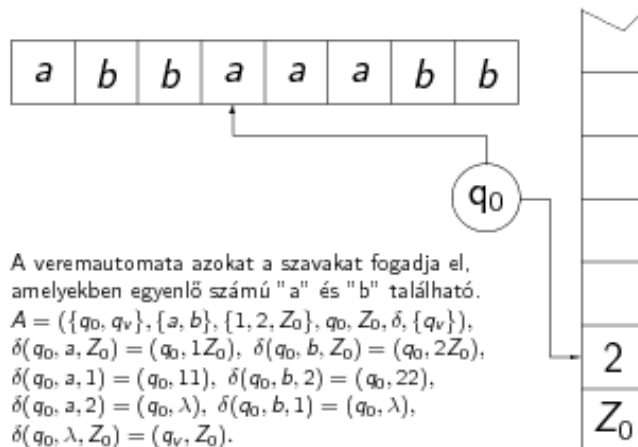 a b b a a a b b
q₀
A veremautomata azokat a szavakat fogadja el,
amelyekben egyenlő számú "a" és "b" található.
A = ({q₀, qᵥ}, {a, b}, {1, 2, Z₀}, q₀, Z₀, δ, {qᵥ}),
δ(q₀, a, Z₀) = (q₀, 1Z₀), δ(q₀, b, Z₀) = (q₀, 2Z₀),
δ(q₀, a, 1) = (q₀, 11), δ(q₀, b, 2) = (q₀, 22),
δ(q₀, a, 2) = (q₀, λ), δ(q₀, b, 1) = (q₀, λ),
δ(q₀, λ, Z₀) = (qᵥ, Z₀).
2
Z₀